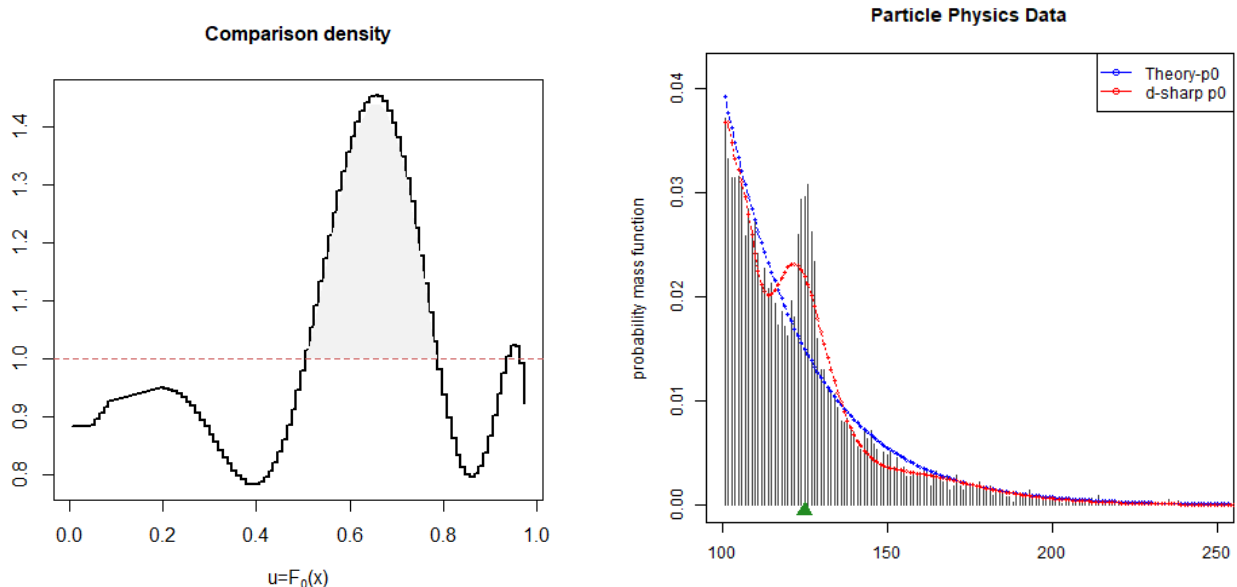 Comparison density
1.4
1.3
1.2
1.1
1.0
0.9
0.8
0.0 0.2 0.4 0.6 0.8 1.0
u=F₀(x)
Particle Physics Data
Theory-p0
d-sharp p0
probability mass function
0.04
0.03
0.02
0.01
0.00
100 150 200 250